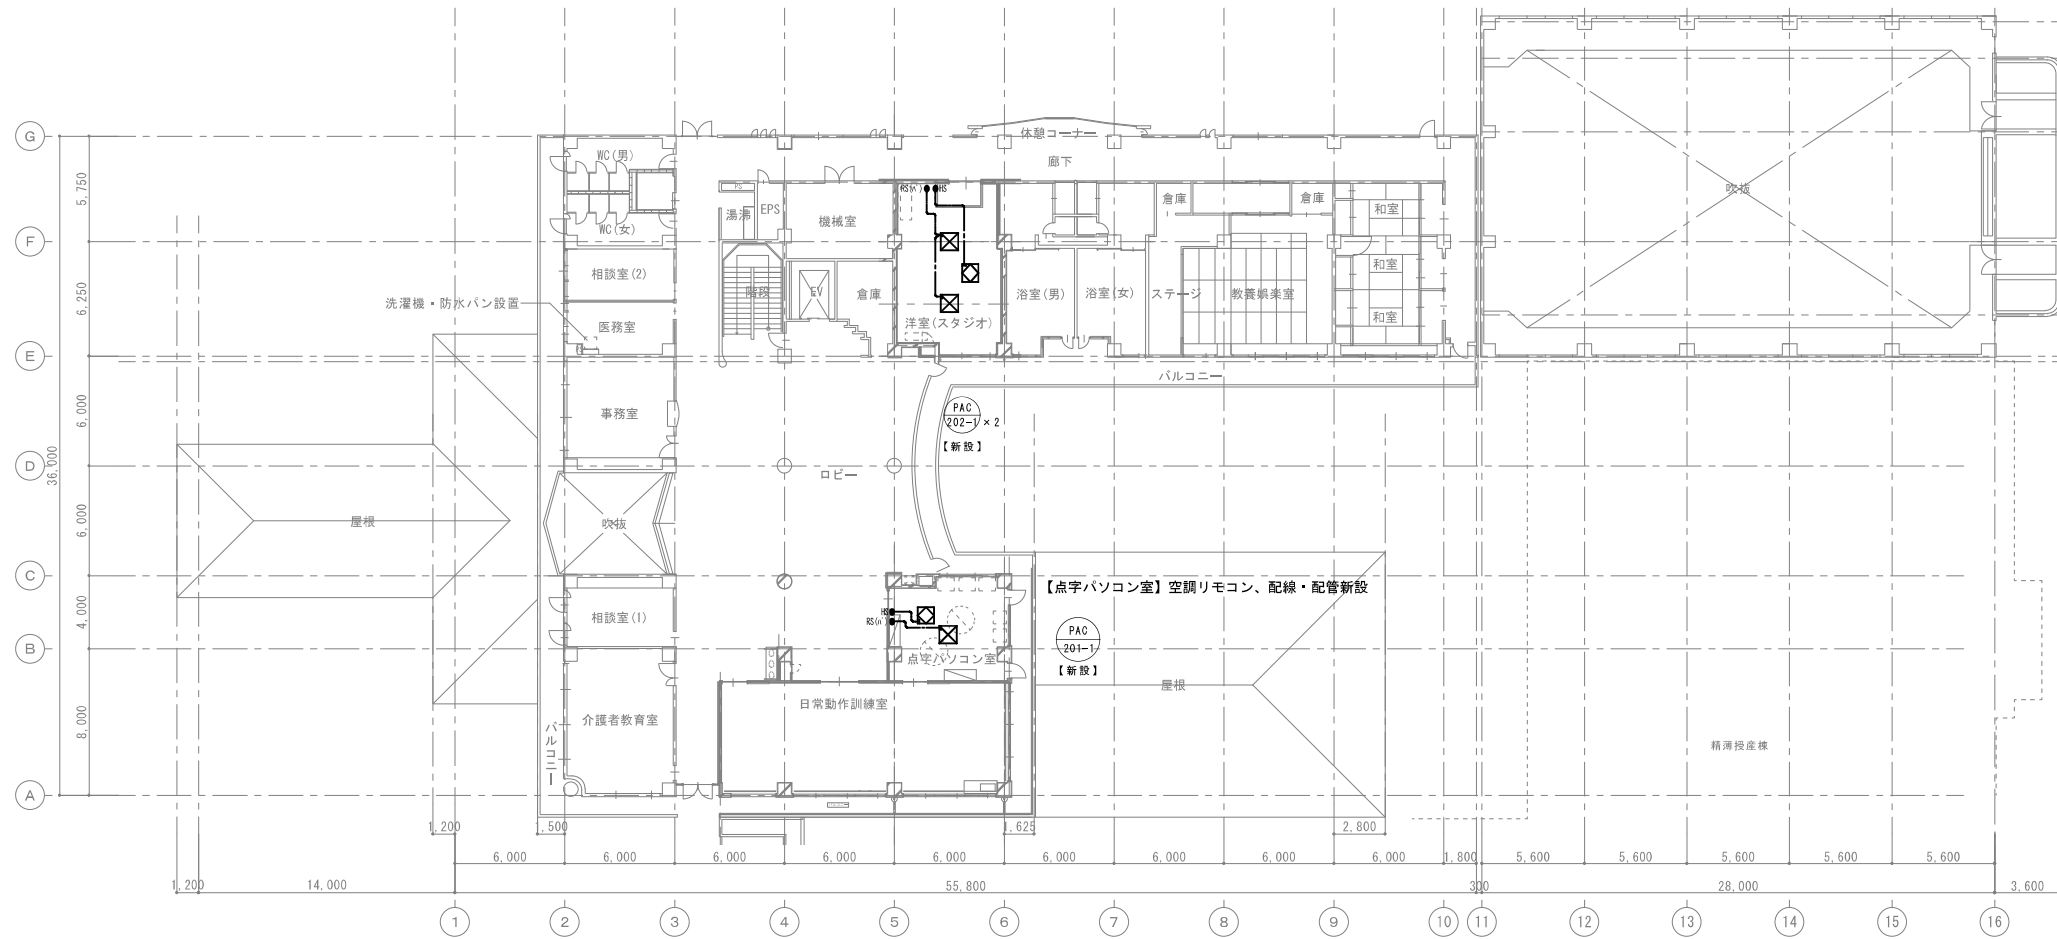 G
休憩コーナー
WC(男)
廊下
5,750
PS
RS(n')
HS
湯沸
EPS
機械室
倉庫
倉庫
和室
吹抜
WC(女)
F
相談室(2)
和室
6,250
洗濯機・防水パン設置
階段
EV
倉庫
浴室(男)
浴室(女)
ステージ
教養娯楽室
医務室
洋室(スタジオ)
和室
E
バルコニー
6,000
事務室
PAC
202-1 × 2
【新設】
D
36,000
ロビー
6,000
屋根
吹抜
C
【点字パソコン室】空調リモコン、配線・配管新設
4,000
相談室(1)
HS
RS(n')
PAC
201-1
【新設】
B
点字パソコン室
屋根
日常動作訓練室
8,000
介護者教育室
バルコニー
精薄授産棟
A
1,200
1,500
1,625
2,800
6,000
6,000
6,000
6,000
6,000
6,000
6,000
6,000
6,000
1,800
5,600
5,600
5,600
5,600
5,600
1,200
14,000
55,800
300
28,000
3,600
1
2
3
4
5
6
7
8
9
10
11
12
13
14
15
16